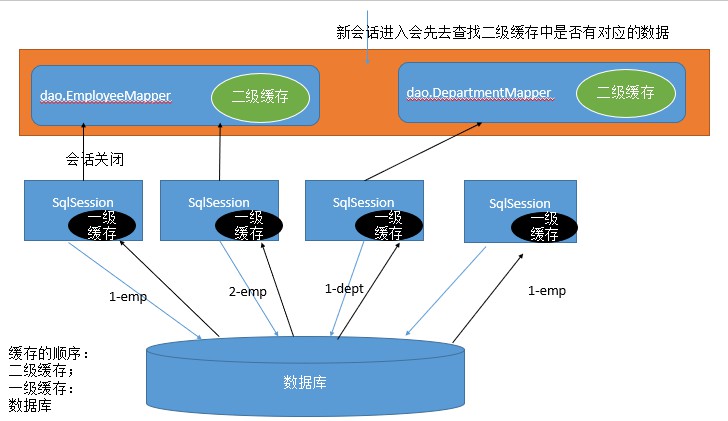 新会话进入会先去查找二级缓存中是否有对应的数据
dao.EmployeeMapper
二级缓存
dao.DepartmentMapper
二级缓存
会话关闭
SqlSession
一级
缓存
SqlSession
一级
缓存
SqlSession
一级
缓存
SqlSession
一级
缓存
1-emp
2-emp
1-dept
1-emp
缓存的顺序：
二级缓存；
一级缓存：
数据库
数据库